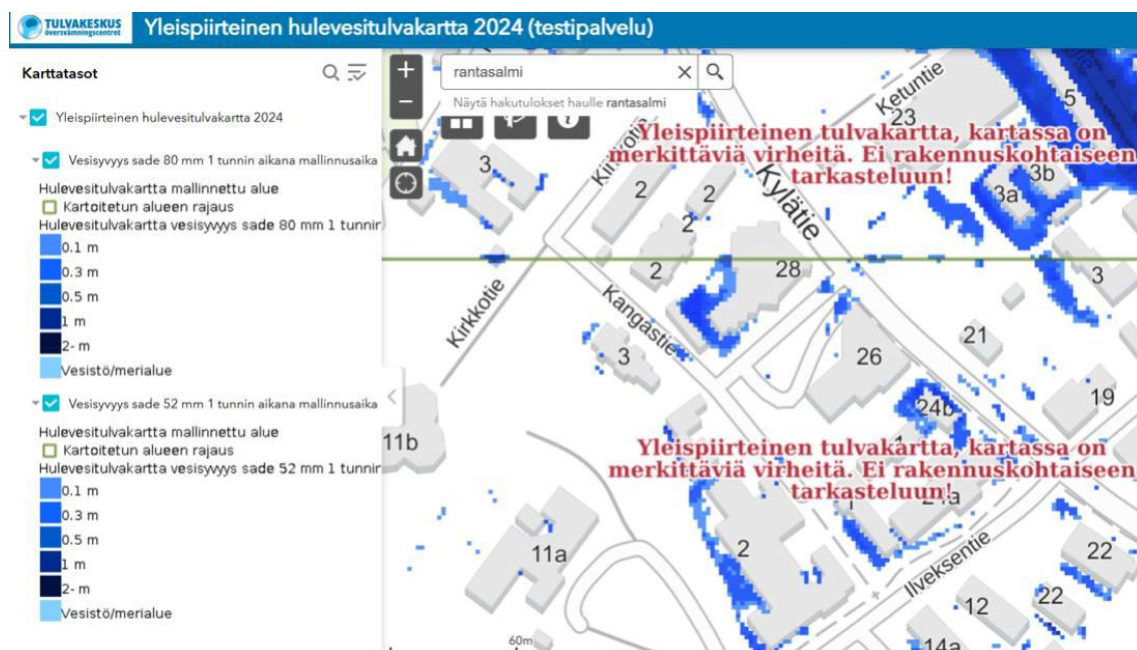 TULVAKESKUS
översvämningscentret
Yleispiirteinen hulevesitulvakartta 2024 (testipalvelu)
Karttatasot
Yleispiirteinen hulevesitulvakartta 2024
Vesisyvyys sade 80 mm 1 tunnin aikana mallinnusaika
Hulevesitulvakartta mallinnettu alue
Kartoitetun alueen rajaus
Hulevesitulvakartta vesisyvyys sade 80 mm 1 tunnir
0.1 m
0.3 m
0.5 m
1 m
2- m
Vesistö/merialue
Vesisyvyys sade 52 mm 1 tunnin aikana mallinnusaika
Hulevesitulvakartta mallinnettu alue
Kartoitetun alueen rajaus
Hulevesitulvakartta vesisyvyys sade 52 mm 1 tunnir
0.1 m
0.3 m
0.5 m
1 m
2- m
Vesistö/merialue
+
−
rantasalmi
Näytä hakutulokset haulle rantasalmi
Ketuntie
5
23
Yleispiirteinen tulvakartta, kartassa on
merkittäviä virheitä. Ei rakennuskohtaiseen
tarkasteluun!
3
Kirkkotie
2
2
2
2
Kylätie
3a
3b
28
3
Kirkkotie
Kangastie
3
26
21
19
24b
11b
1
Yleispiirteinen tulvakartta, kartassa on
merkittäviä virheitä. Ei rakennuskohtaiseen
tarkasteluun!
1
24a
11a
2
Ilveksentie
22
12
22
14a
60m